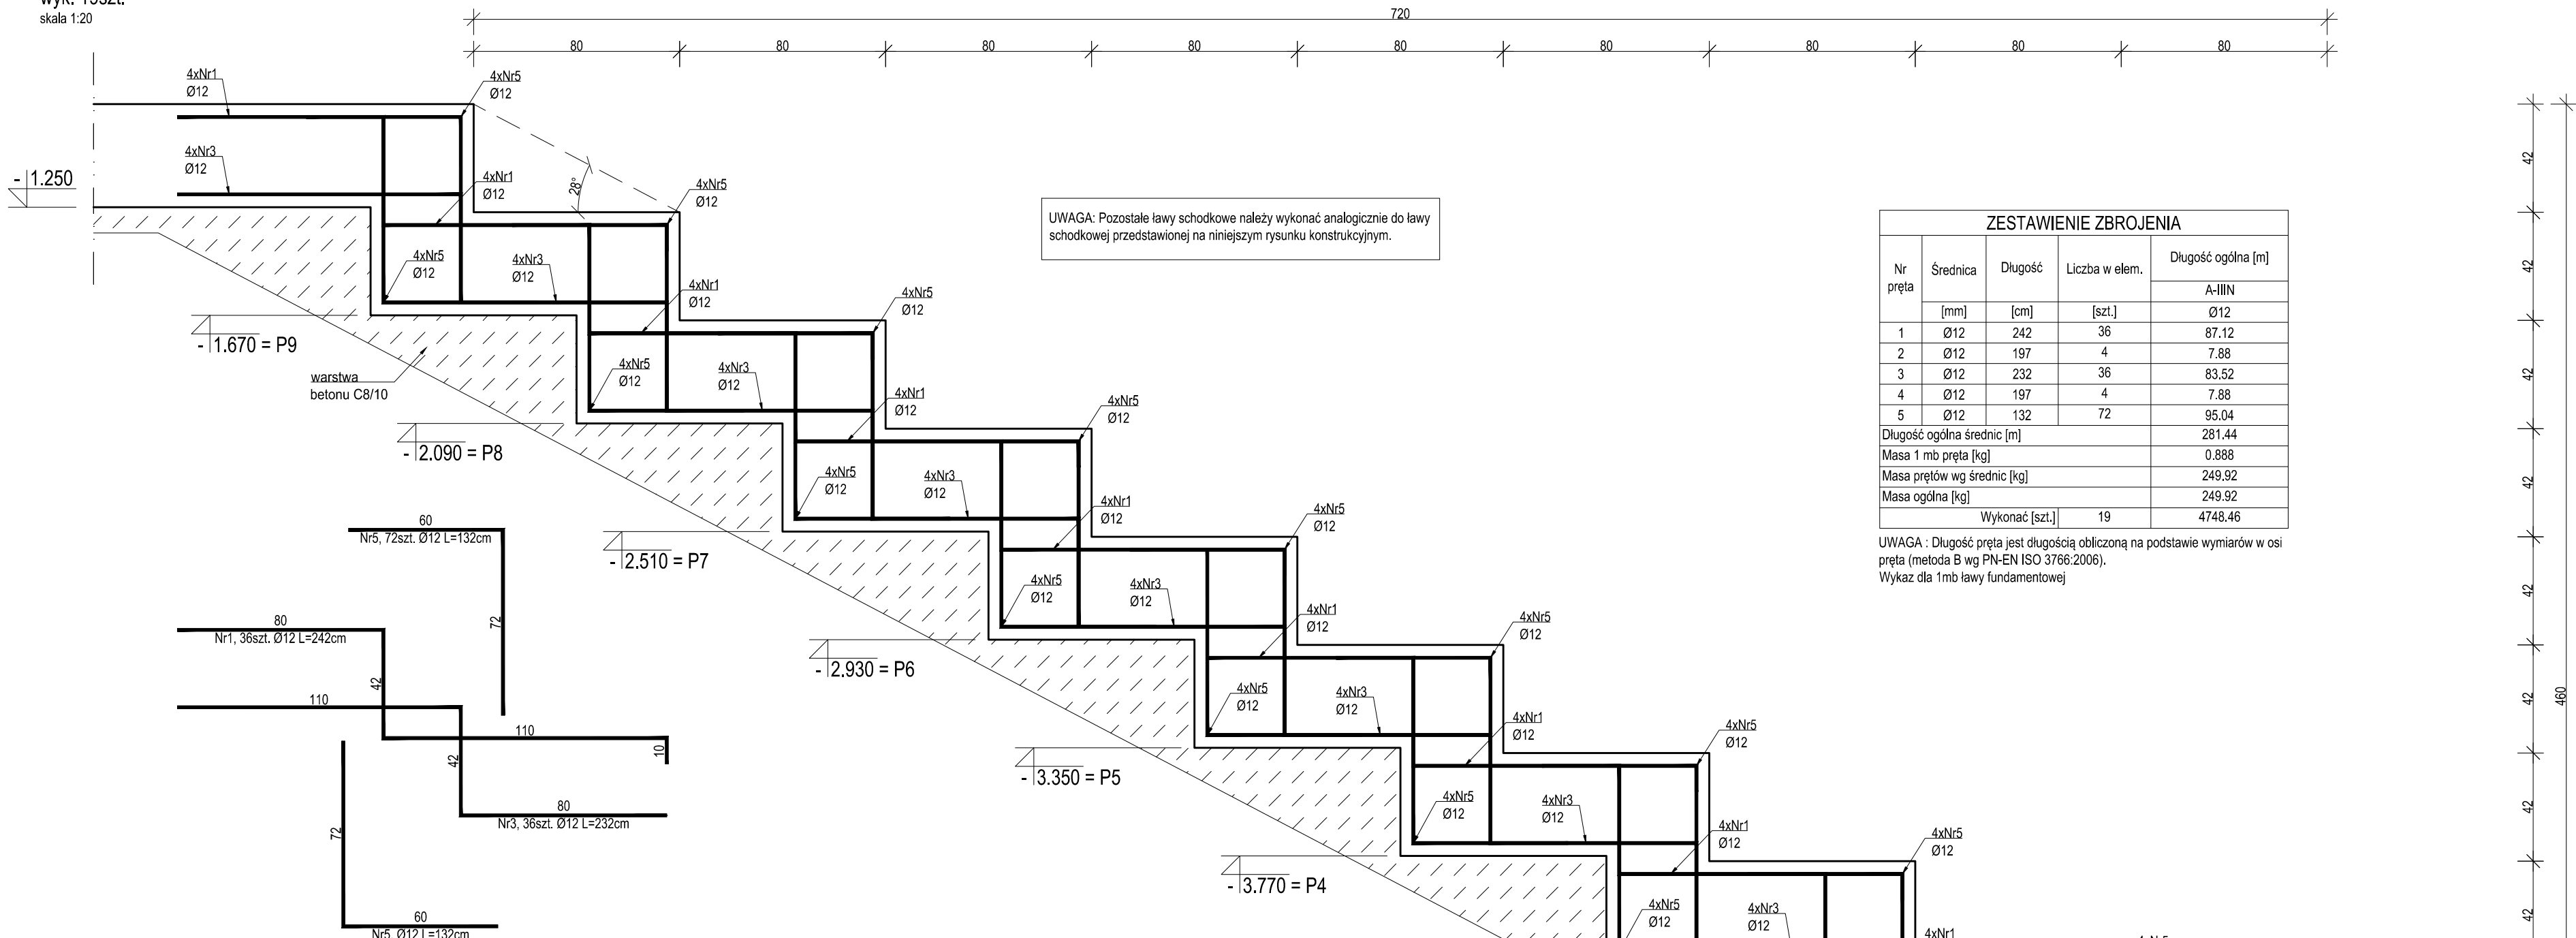 wyk. 19szt.
skala 1:20
720
80 80 80 80 80 80 80 80 80
4xNr1
Ø12
4xNr5
Ø12
4xNr3
Ø12
- 1.250
28°
4xNr1
Ø12
4xNr5
Ø12
4xNr5
Ø12
4xNr3
Ø12
4xNr1
Ø12
4xNr5
Ø12
- 1.670 = P9
warstwa
betonu C8/10
4xNr5
Ø12
4xNr3
Ø12
4xNr1
Ø12
4xNr5
Ø12
- 2.090 = P8
4xNr5
Ø12
4xNr3
Ø12
4xNr1
Ø12
4xNr5
Ø12
- 2.510 = P7
4xNr5
Ø12
4xNr3
Ø12
4xNr1
Ø12
4xNr5
Ø12
- 2.930 = P6
4xNr5
Ø12
4xNr3
Ø12
4xNr1
Ø12
4xNr5
Ø12
- 3.350 = P5
4xNr5
Ø12
4xNr3
Ø12
4xNr1
Ø12
4xNr5
Ø12
- 3.770 = P4
4xNr5
Ø12
4xNr3
Ø12
4xNr1
UWAGA: Pozostałe ławy schodkowe należy wykonać analogicznie do ławy
schodkowej przedstawionej na niniejszym rysunku konstrukcyjnym.
60
Nr5, 72szt. Ø12 L=132cm
72
80
Nr1, 36szt. Ø12 L=242cm
42
110
110
10
42
80
Nr3, 36szt. Ø12 L=232cm
72
60
Nr5, Ø12 L=132cm
ZESTAWIENIE ZBROJENIA
Nr pręta Średnica Długość Liczba w elem. Długość ogólna [m]
A-IIIN
[mm] [cm] [szt.] Ø12
1 Ø12 242 36 87.12
2 Ø12 197 4 7.88
3 Ø12 232 36 83.52
4 Ø12 197 4 7.88
5 Ø12 132 72 95.04
Długość ogólna średnic [m] 281.44
Masa 1 mb pręta [kg] 0.888
Masa prętów wg średnic [kg] 249.92
Masa ogólna [kg] 249.92
Wykonać [szt.] 19 4748.46
UWAGA : Długość pręta jest długością obliczoną na podstawie wymiarów w osi
pręta (metoda B wg PN-EN ISO 3766:2006).
Wykaz dla 1mb ławy fundamentowej
42
42
42
42
42
42
42
42
460